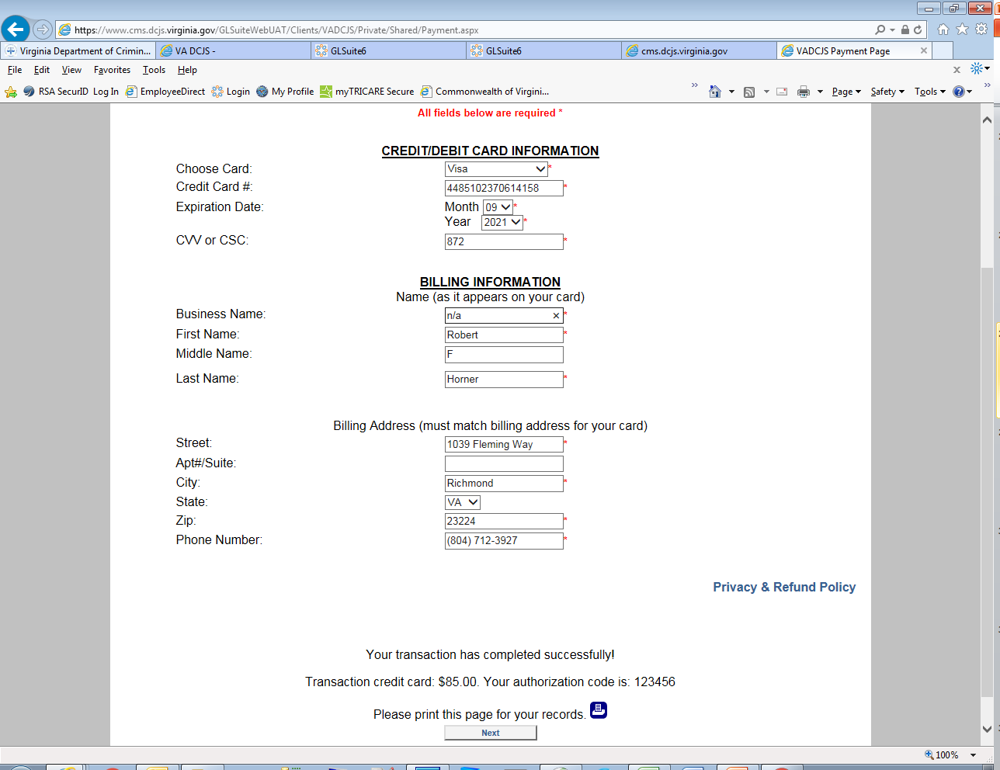 https://www.cms.dcjs.virginia.gov/GLSuiteWebUAT/Clients/VADCJS/Private/Shared/Payment.aspx
Virginia Department of Crimin... VA DCJS - GLSuite6 GLSuite6 cms.dcjs.virginia.gov VADCJS Payment Page
File Edit View Favorites Tools Help x
RSA SecurID Log In EmployeeDirect Login My Profile myTRICARE Secure Commonwealth of Virgini... » Page Safety Tools »
All fields below are required *
CREDIT/DEBIT CARD INFORMATION
Choose Card: Visa *
Credit Card #: 4485102370614158 *
Expiration Date: Month 09 *
Year 2021 *
CVV or CSC: 872 *
BILLING INFORMATION
Name (as it appears on your card)
Business Name: n/a × *
First Name: Robert *
Middle Name: F
Last Name: Horner *
Billing Address (must match billing address for your card)
Street: 1039 Fleming Way *
Apt#/Suite:
City: Richmond *
State: VA
Zip: 23224 *
Phone Number: (804) 712-3927 *
Privacy & Refund Policy
Your transaction has completed successfully!
Transaction credit card: $85.00. Your authorization code is: 123456
Please print this page for your records.
Next
100%